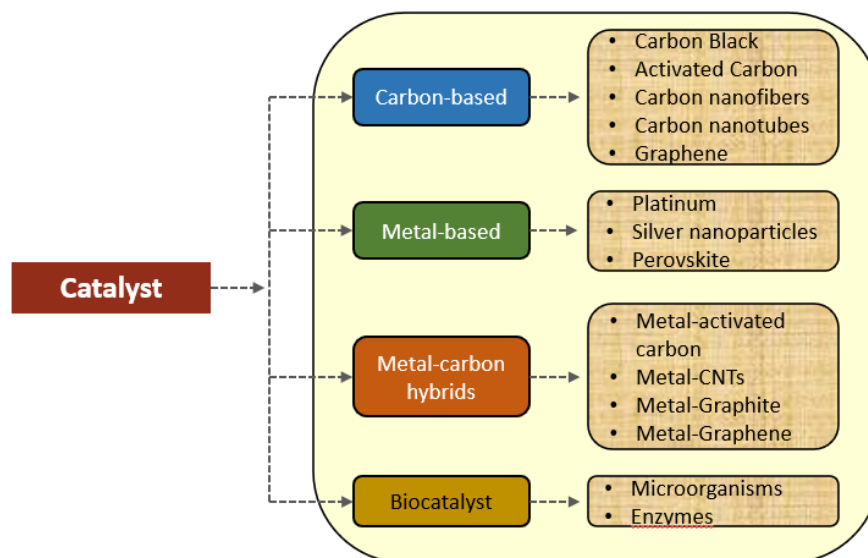 Catalyst
Carbon-based
• Carbon Black
• Activated Carbon
• Carbon nanofibers
• Carbon nanotubes
• Graphene
Metal-based
• Platinum
• Silver nanoparticles
• Perovskite
Metal-carbon
hybrids
• Metal-activated
carbon
• Metal-CNTs
• Metal-Graphite
• Metal-Graphene
Biocatalyst
• Microorganisms
• Enzymes